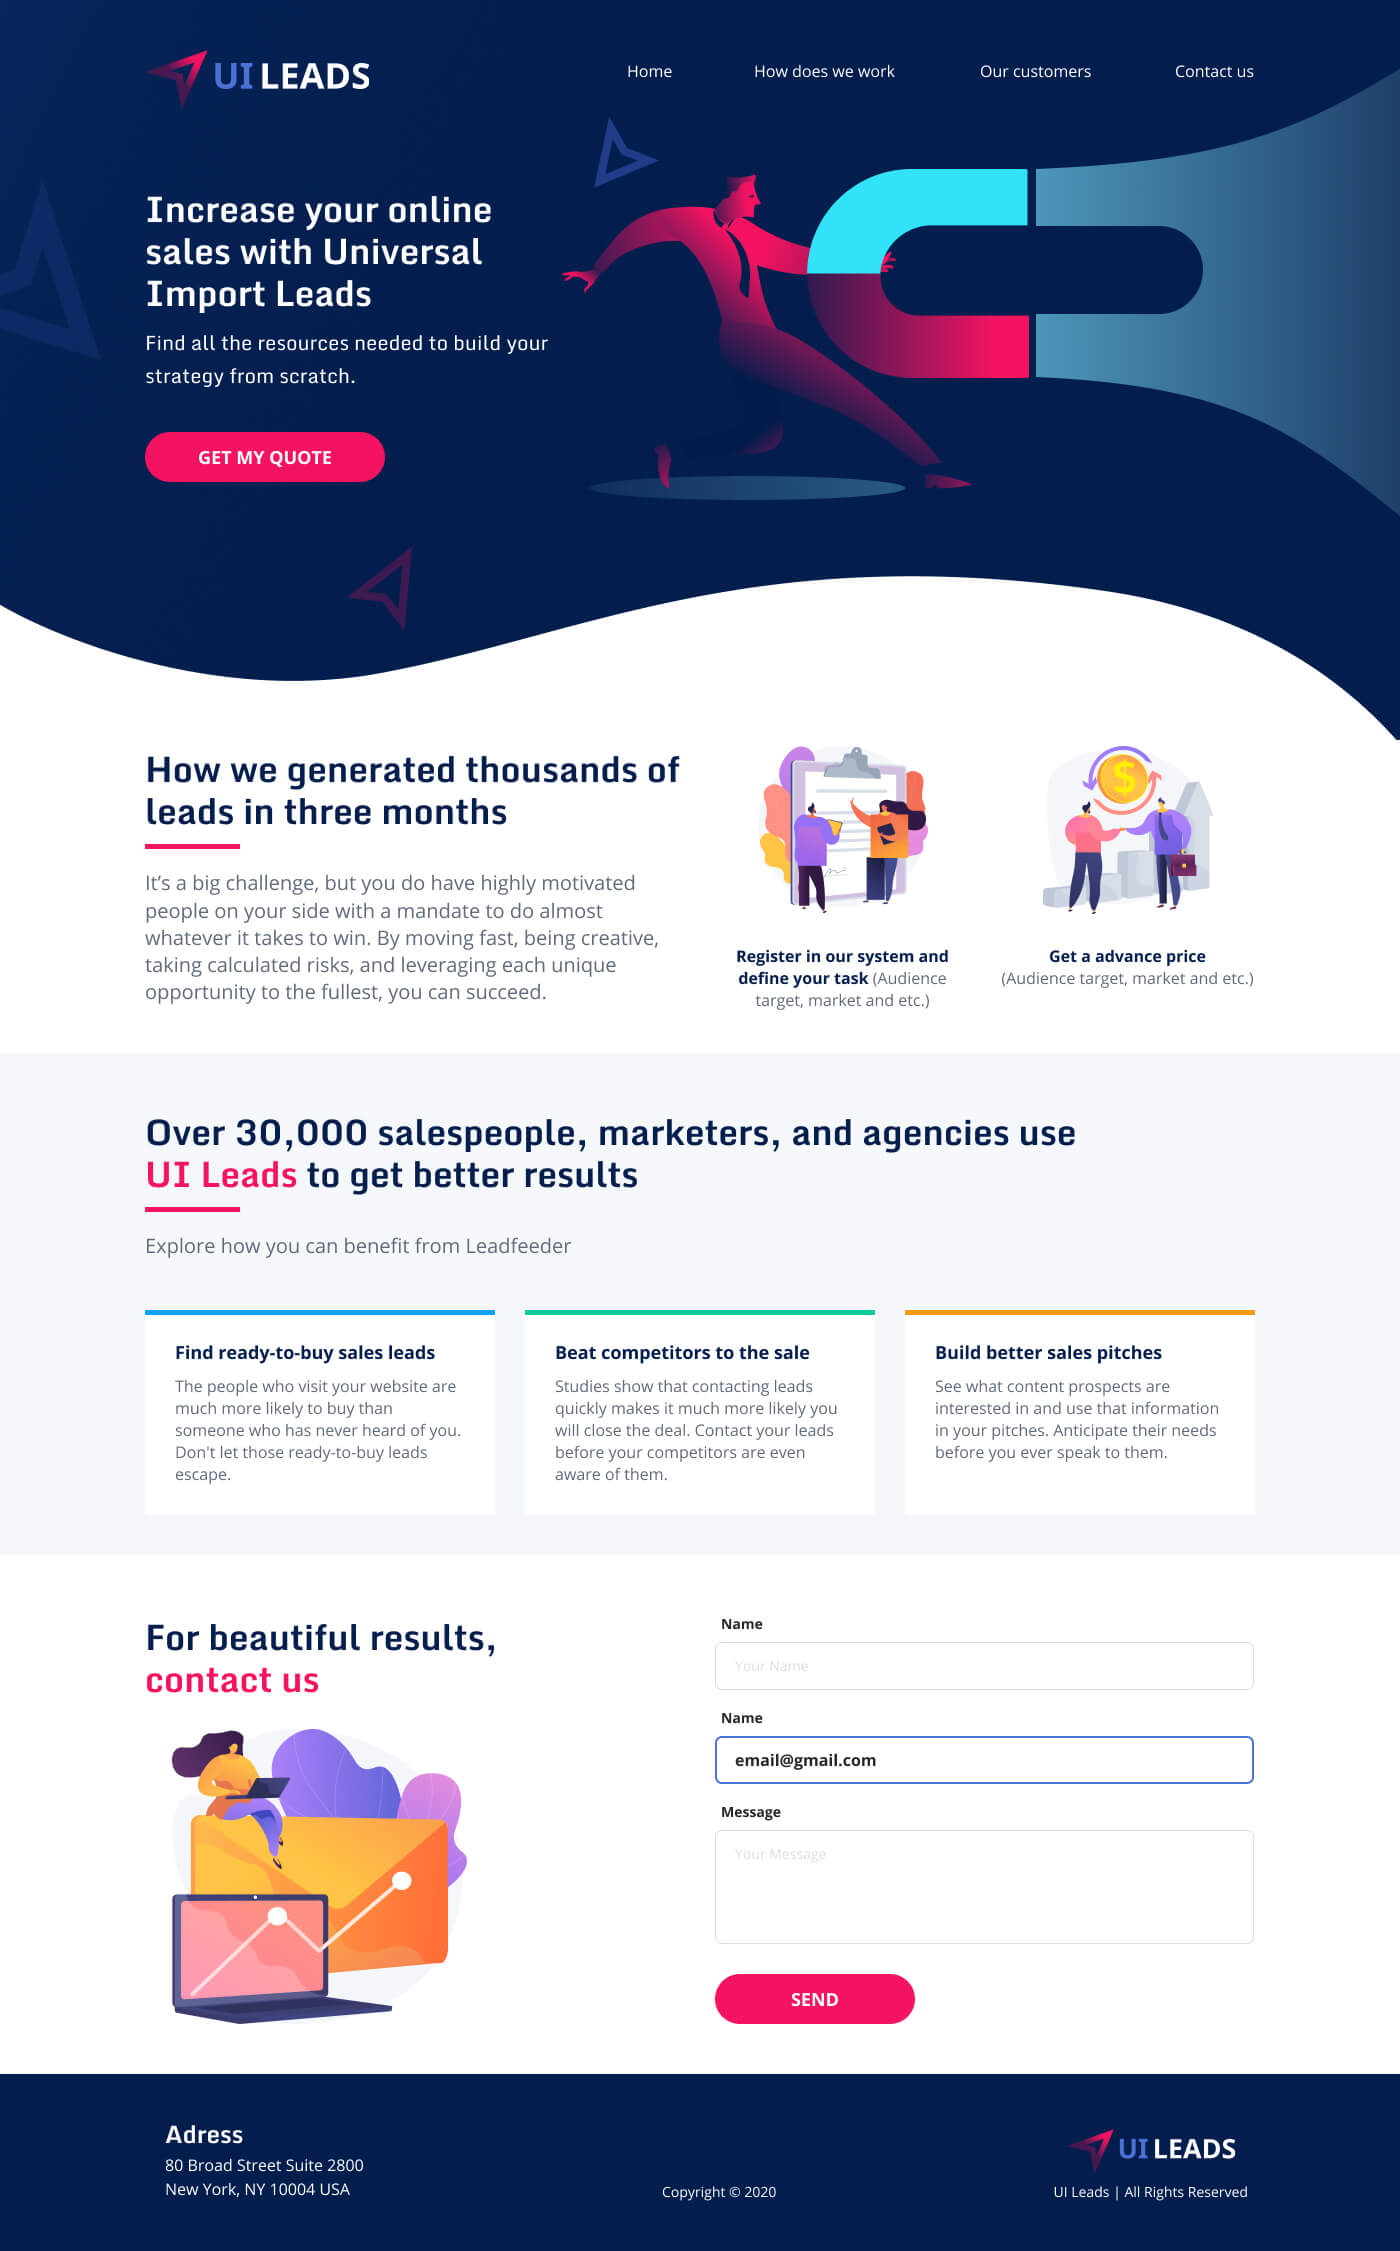 UI LEADS
Home
How does we work
Our customers
Contact us
Increase your online
sales with Universal
Import Leads
Find all the resources needed to build your
strategy from scratch.
GET MY QUOTE
How we generated thousands of
leads in three months
It’s a big challenge, but you do have highly motivated
people on your side with a mandate to do almost
whatever it takes to win. By moving fast, being creative,
taking calculated risks, and leveraging each unique
opportunity to the fullest, you can succeed.
$
Register in our system and
define your task (Audience
target, market and etc.)
Get a advance price
(Audience target, market and etc.)
Over 30,000 salespeople, marketers, and agencies use
UI Leads to get better results
Explore how you can benefit from Leadfeeder
Find ready-to-buy sales leads
The people who visit your website are
much more likely to buy than
someone who has never heard of you.
Don't let those ready-to-buy leads
escape.
Beat competitors to the sale
Studies show that contacting leads
quickly makes it much more likely you
will close the deal. Contact your leads
before your competitors are even
aware of them.
Build better sales pitches
See what content prospects are
interested in and use that information
in your pitches. Anticipate their needs
before you ever speak to them.
For beautiful results,
contact us
Name
Your Name
Name
email@gmail.com
Message
Your Message
SEND
Adress
80 Broad Street Suite 2800
New York, NY 10004 USA
Copyright © 2020
UI LEADS
UI Leads | All Rights Reserved